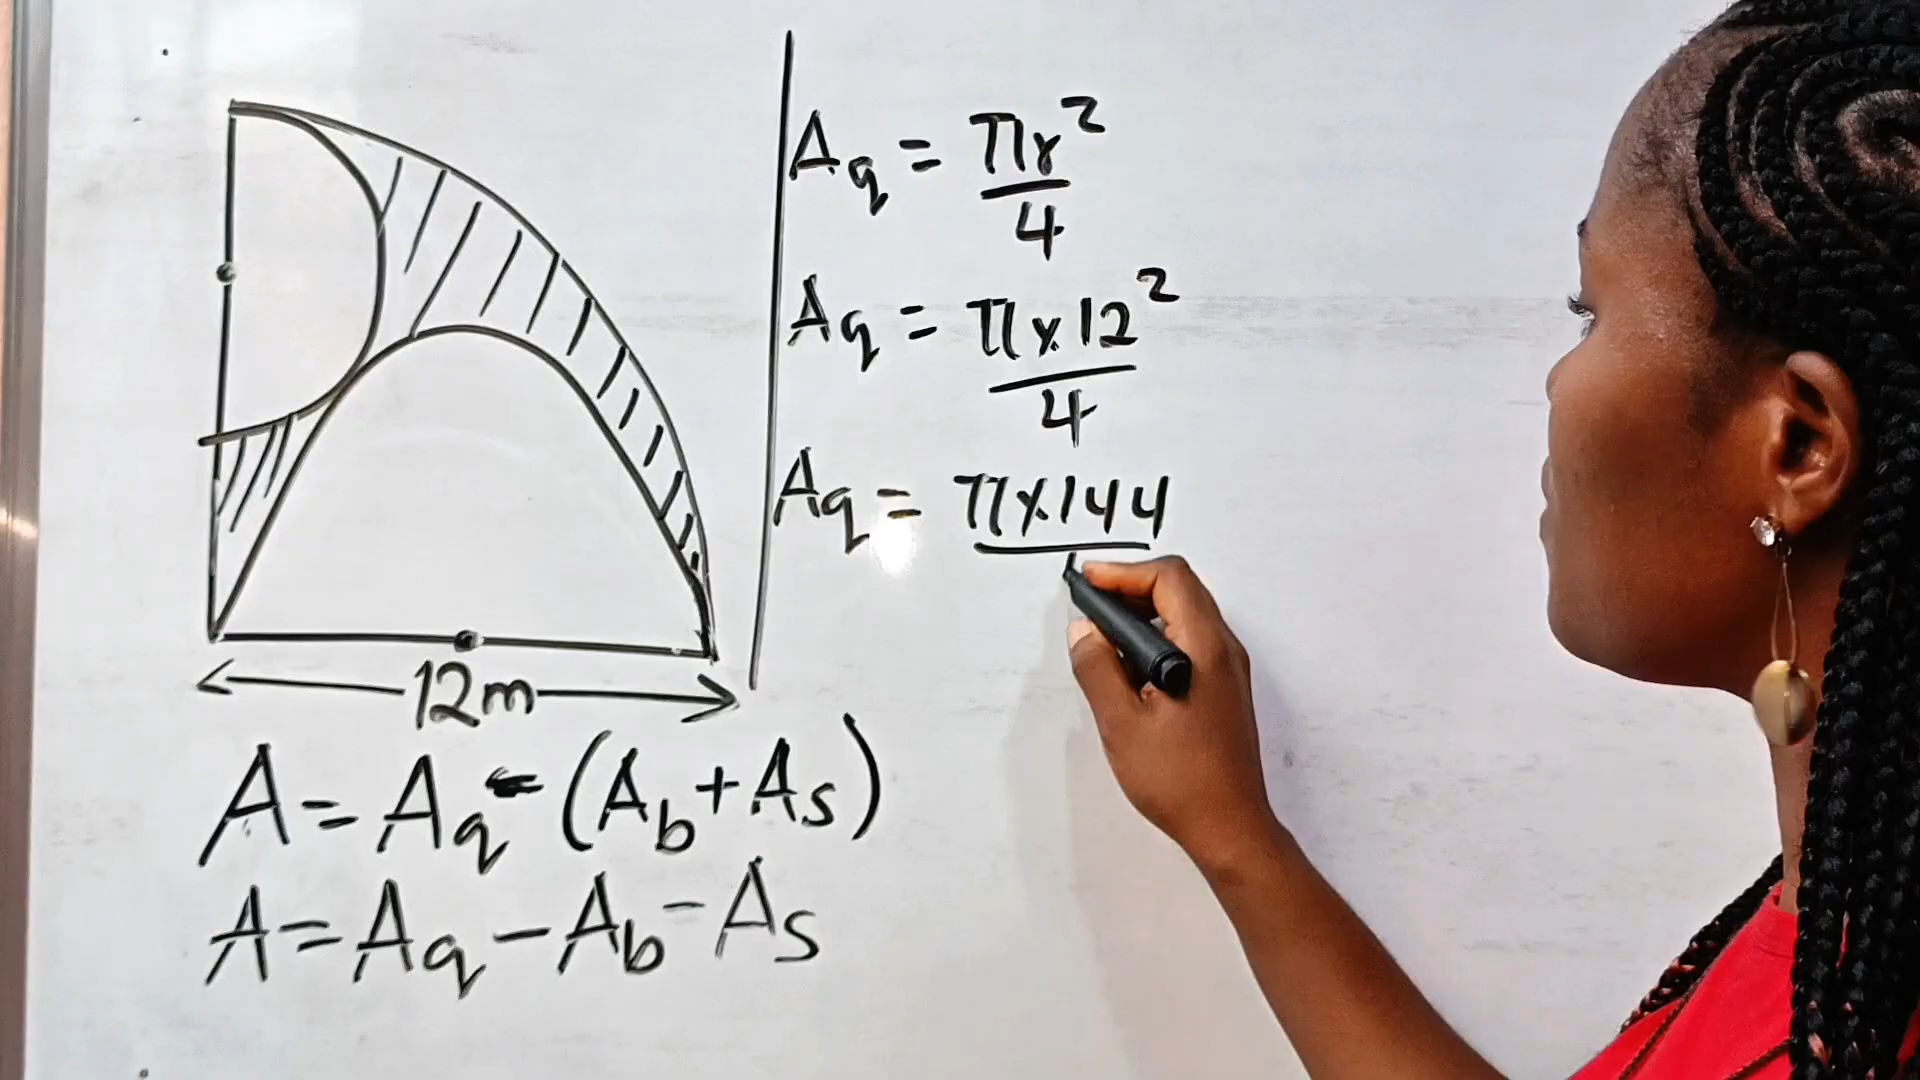 12m
A = Aq - (Ab + As)
A = Aq - Ab - As
Aq = πr²/4
Aq = π×12²/4
Aq = π×144